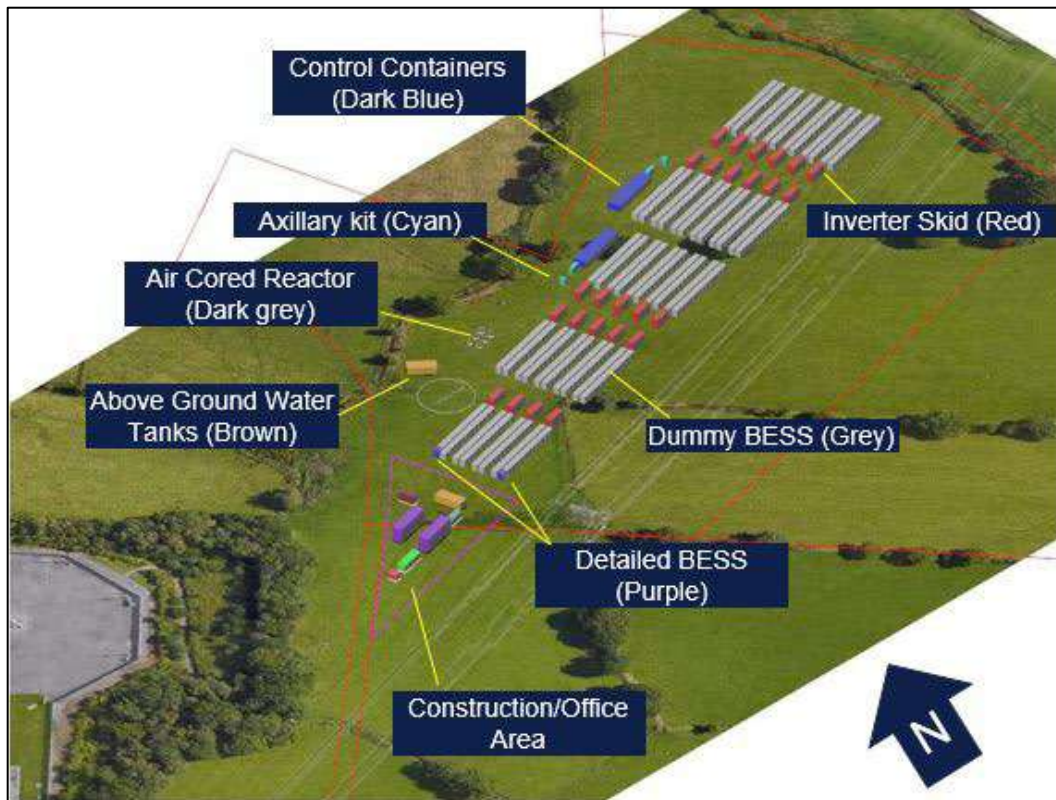 Control Containers
(Dark Blue)
Axillary kit (Cyan)
Inverter Skid (Red)
Air Cored Reactor
(Dark grey)
Above Ground Water
Tanks (Brown)
Dummy BESS (Grey)
Detailed BESS
(Purple)
Construction/Office
Area
N